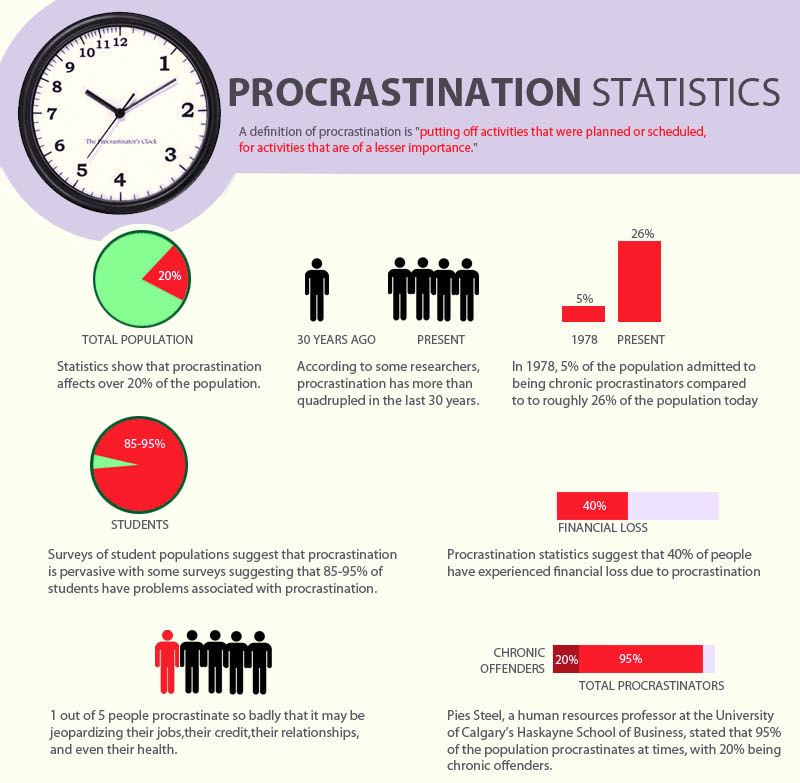 12
11
10
9
8
7
6
5
4
3
2
1
The Procrastinator's Clock
PROCRASTINATION STATISTICS
A definition of procrastination is "putting off activities that were planned or scheduled,
for activities that are of a lesser importance."
20%
TOTAL POPULATION
Statistics show that procrastination
affects over 20% of the population.
30 YEARS AGO PRESENT
According to some researchers,
procrastination has more than
quadrupled in the last 30 years.
26%
5%
1978 PRESENT
In 1978, 5% of the population admitted to
being chronic procrastinators compared
to to roughly 26% of the population today
85-95%
STUDENTS
Surveys of student populations suggest that procrastination
is pervasive with some surveys suggesting that 85-95% of
students have problems associated with procrastination.
40%
FINANCIAL LOSS
Procrastination statistics suggest that 40% of people
have experienced financial loss due to procrastination
1 out of 5 people procrastinate so badly that it may be
jeopardizing their jobs,their credit,their relationships,
and even their health.
CHRONIC
OFFENDERS
20% 95%
TOTAL PROCRASTINATORS
Pies Steel, a human resources professor at the University
of Calgary's Haskayne School of Business, stated that 95%
of the population procrastinates at times, with 20% being
chronic offenders.